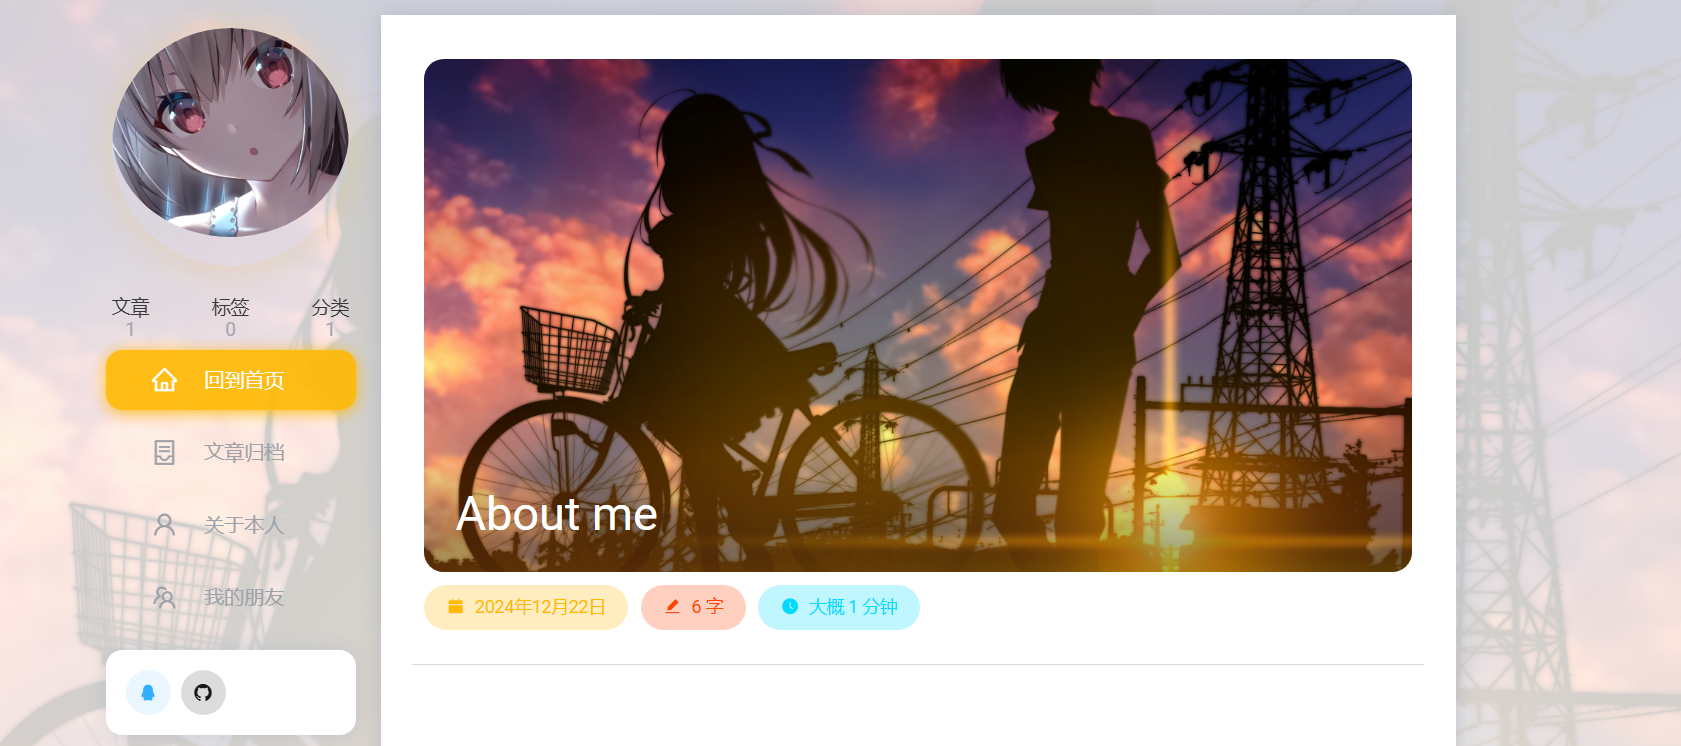 文章
1
标签
0
分类
1
回到首页
文章归档
关于本人
我的朋友
About me
2024年12月22日
6 字
大概 1 分钟